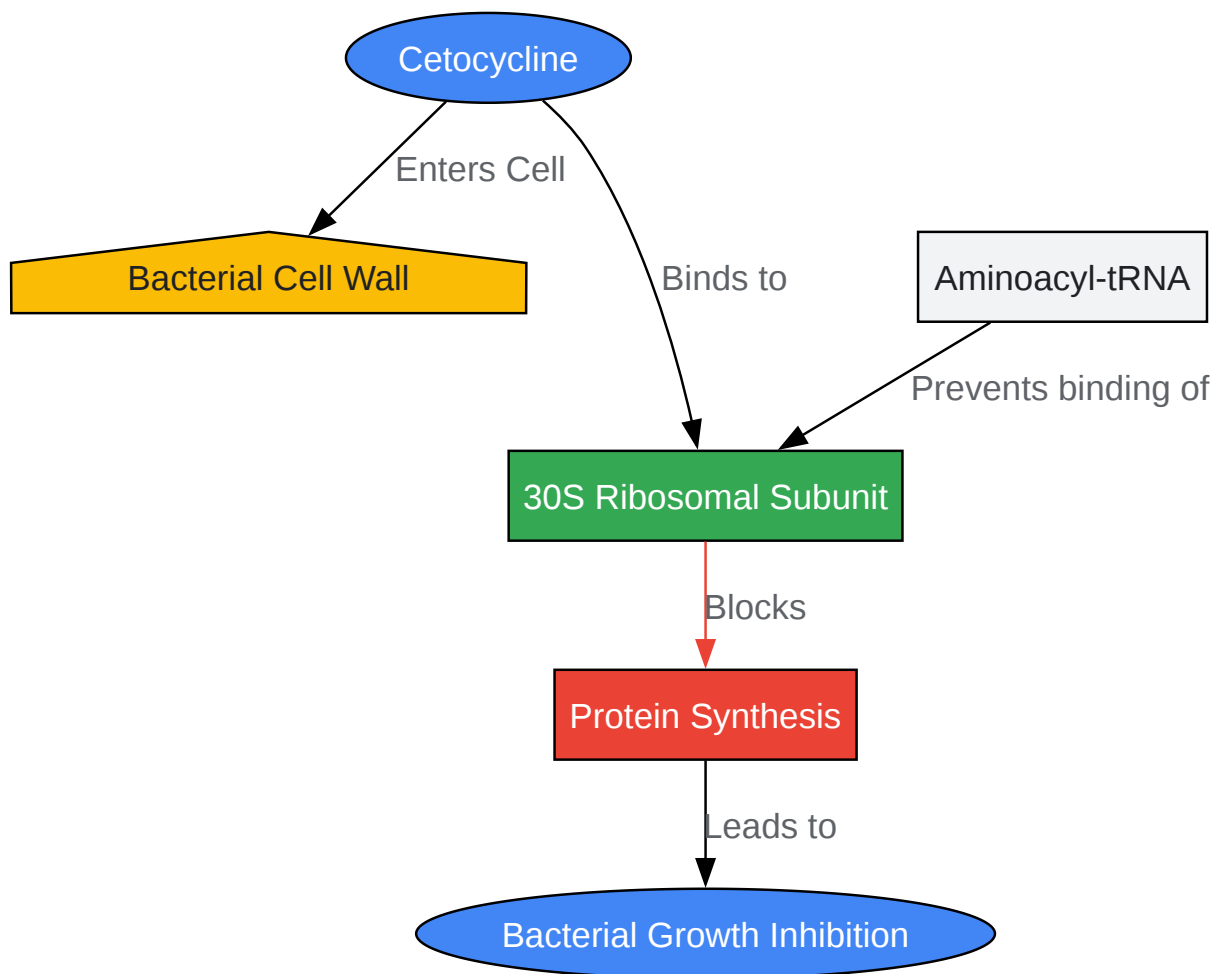 Cetocycline
Enters Cell
Bacterial Cell Wall
Binds to
Aminoacyl-tRNA
Prevents binding of
30S Ribosomal Subunit
Blocks
Protein Synthesis
Leads to
Bacterial Growth Inhibition